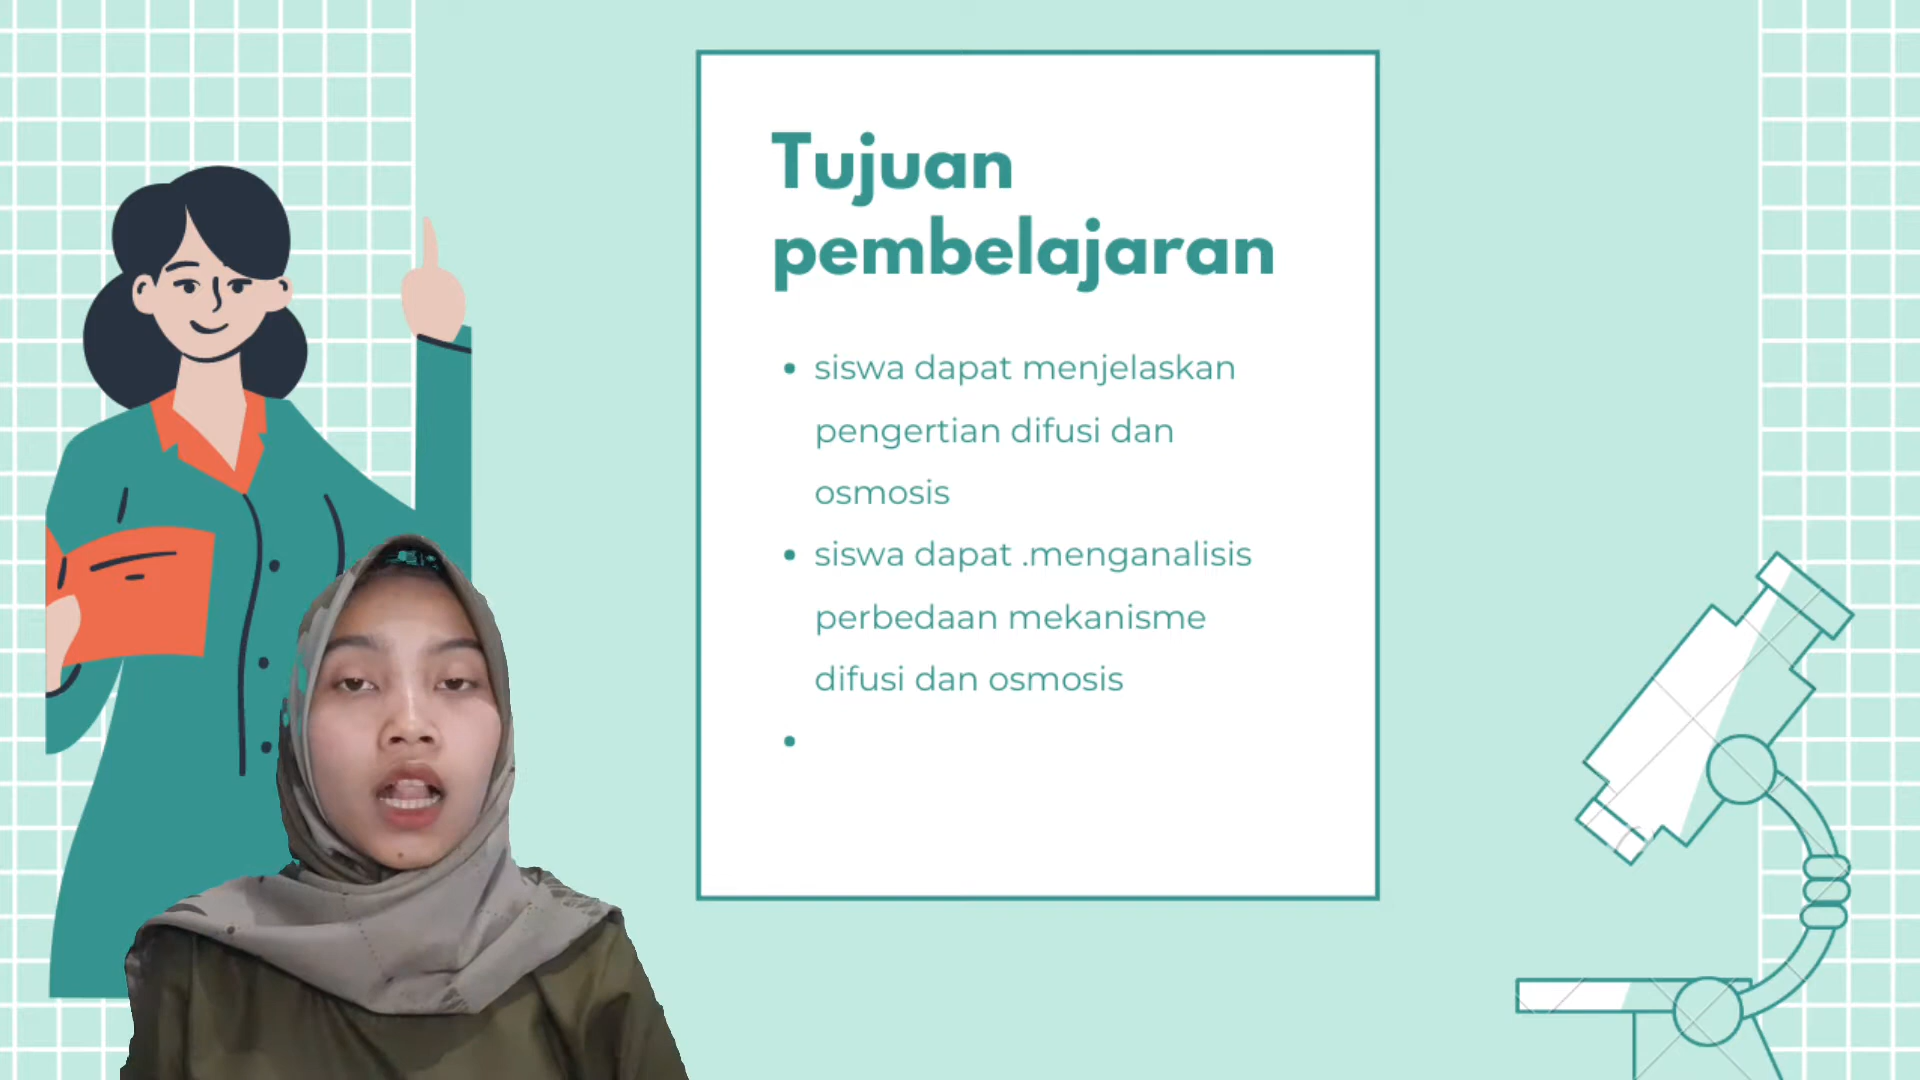 Tujuan
pembelajaran
• siswa dapat menjelaskan
pengertian difusi dan
osmosis
• siswa dapat .menganalisis
perbedaan mekanisme
difusi dan osmosis
•